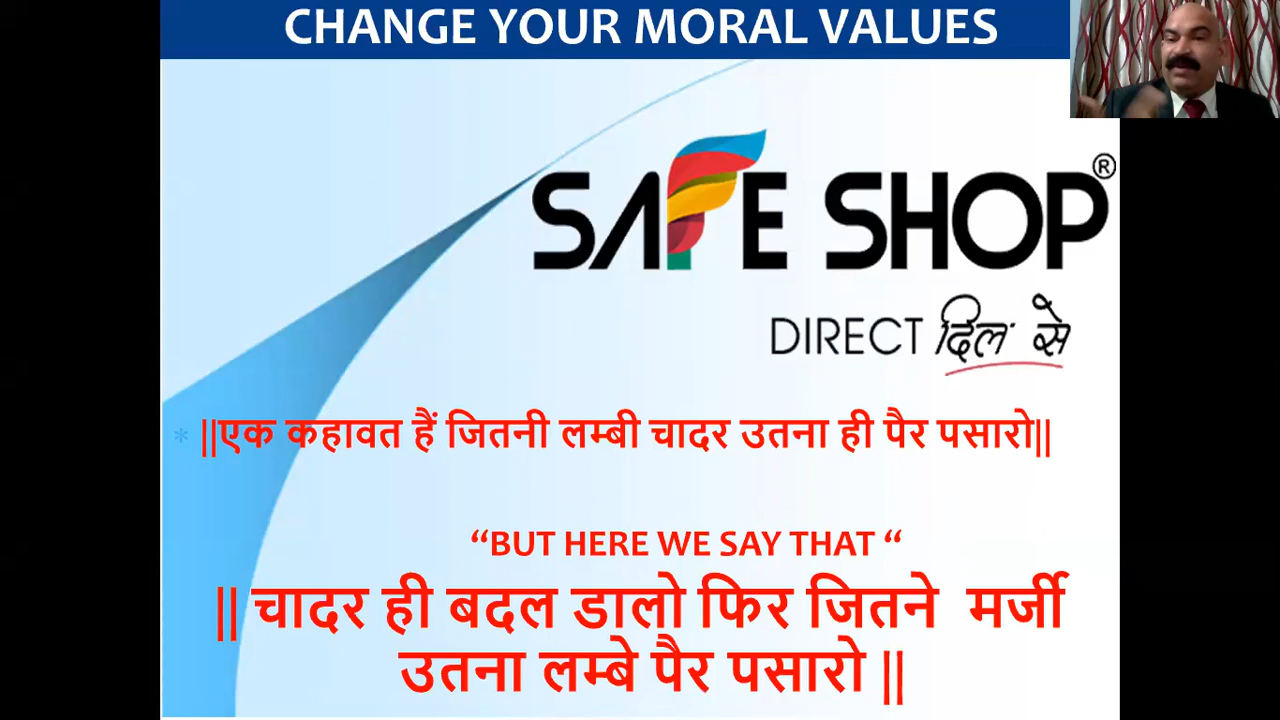 CHANGE YOUR MORAL VALUES
SAFE SHOP®
DIRECT दिल से
* ||एक कहावत हैं जितनी लम्बी चादर उतना ही पैर पसारो||
“BUT HERE WE SAY THAT “
|| चादर ही बदल डालो फिर जितने मर्जी
उतना लम्बे पैर पसारो ||